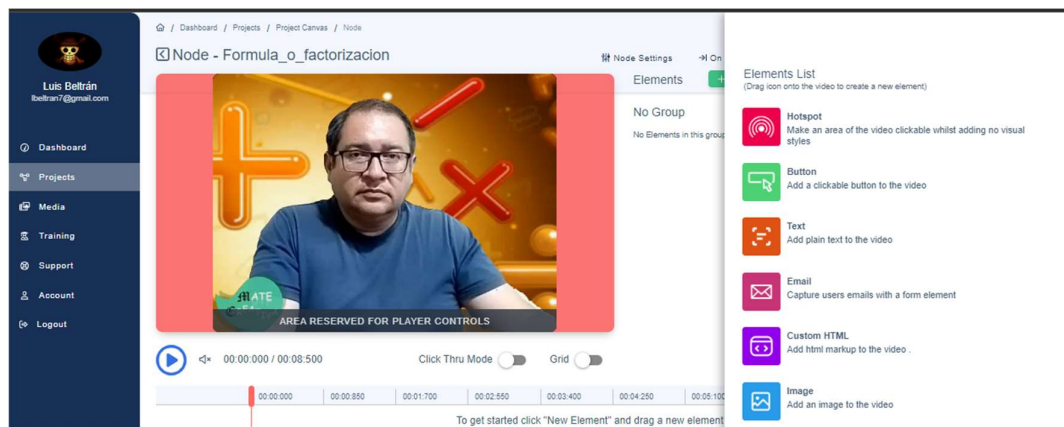 Luis Beltrán
lbeltran7@gmail.com
Dashboard
Projects
Media
Training
Support
Account
Logout
/ Dashboard / Projects / Project Canvas / Node
Node - Formula_o_factorizacion
Node Settings
On
Elements
+
No Group
No Elements in this group
MATE
AREA RESERVED FOR PLAYER CONTROLS
00:00:000 / 00:08:500
Click Thru Mode
Grid
00:00:000 00:00:850 00:01:700 00:02:550 00:03:400 00:04:250 00:05:100
To get started click "New Element" and drag a new element
Elements List
(Drag icon onto the video to create a new element)
Hotspot
Make an area of the video clickable whilst adding no visual
styles
Button
Add a clickable button to the video
Text
Add plain text to the video
Email
Capture users emails with a form element
Custom HTML
Add html markup to the video .
Image
Add an image to the video